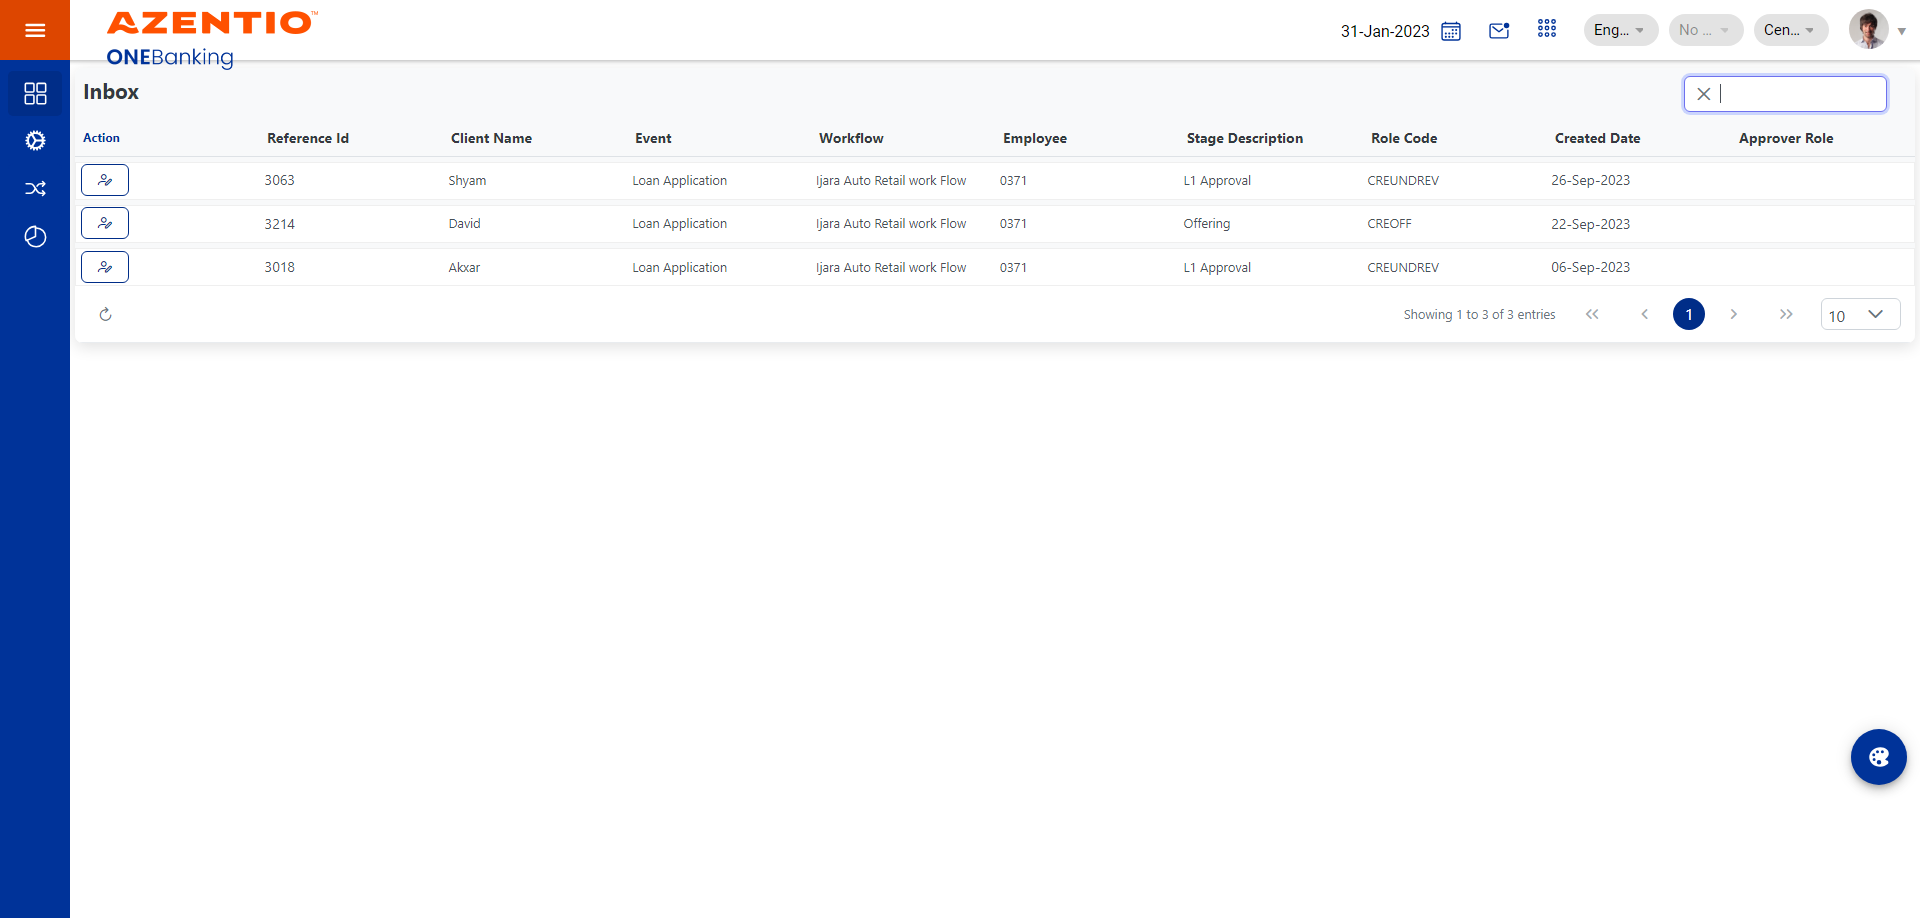 AZENTIO™
ONEBanking
31-Jan-2023 Eng... No ... Cen...
Inbox
Action Reference Id Client Name Event Workflow Employee Stage Description Role Code Created Date Approver Role
3063 Shyam Loan Application Ijara Auto Retail work Flow 0371 L1 Approval CREUNDREV 26-Sep-2023
3214 David Loan Application Ijara Auto Retail work Flow 0371 Offering CREOFF 22-Sep-2023
3018 Akxar Loan Application Ijara Auto Retail work Flow 0371 L1 Approval CREUNDREV 06-Sep-2023
Showing 1 to 3 of 3 entries 1 10